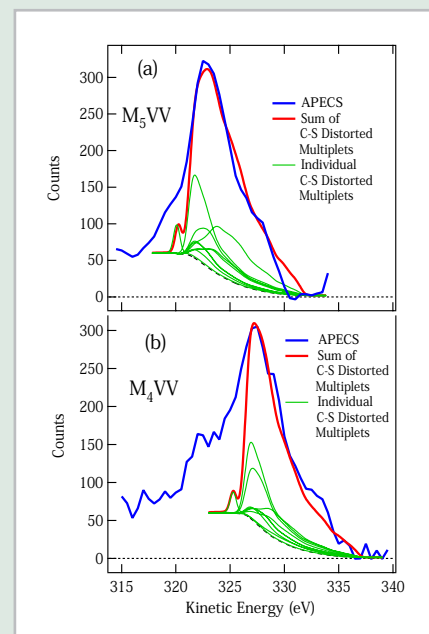 (a)
M5VV
300
250
200
150
100
50
0
Counts
APECS
Sum of
C-S Distorted
Multiplets
Individual
C-S Distorted
Multiplets
(b)
M4VV
300
250
200
150
100
50
0
Counts
APECS
Sum of
C-S Distorted
Multiplets
Individual
C-S Distorted
Multiplets
315 320 325 330 335 340
Kinetic Energy (eV)